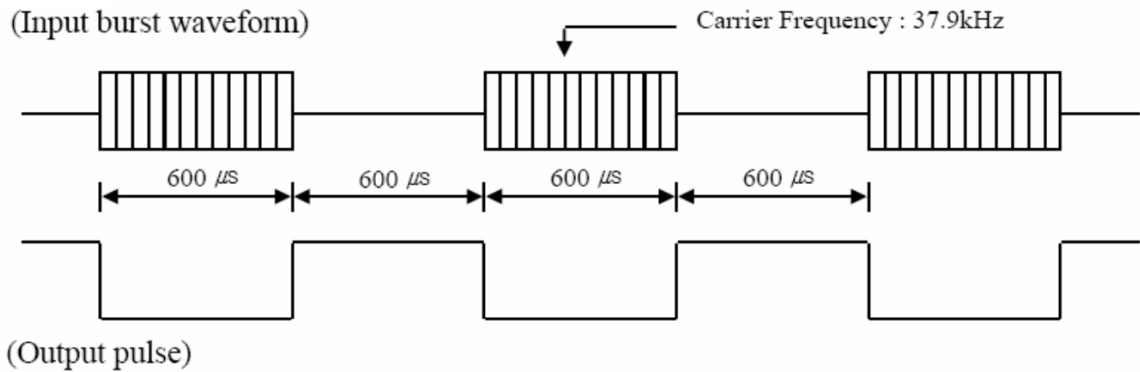 (Input burst waveform)
Carrier Frequency : 37.9kHz
600 μs
600 μs
600 μs
600 μs
(Output pulse)